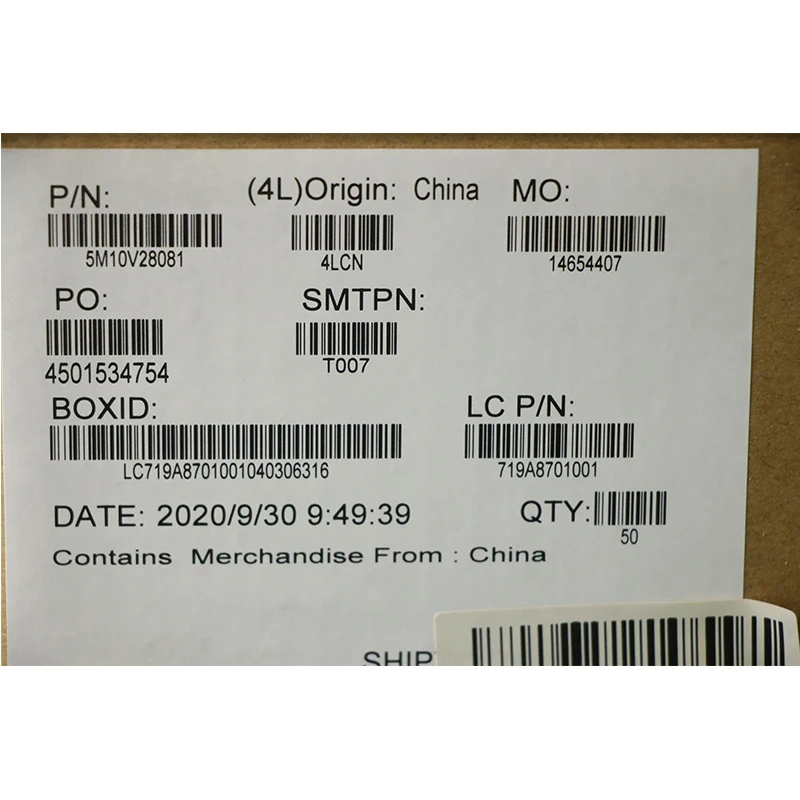 P/N: (4L)Origin: China MO:
5M10V28081 4LCN 14654407
PO: SMTPN:
4501534754 T007
BOXID: LC P/N:
LC719A8701001040306316 719A8701001
DATE: 2020/9/30 9:49:39 QTY:
50
Contains Merchandise From : China
SHIP